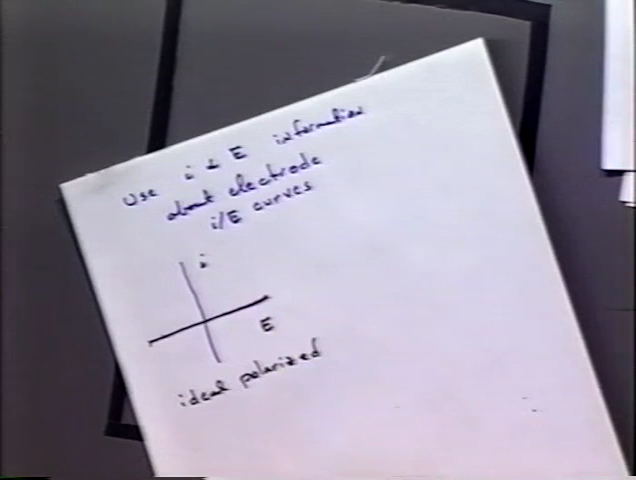 use i & E information
about electrode
i/E curves
i
E
ideal polarized